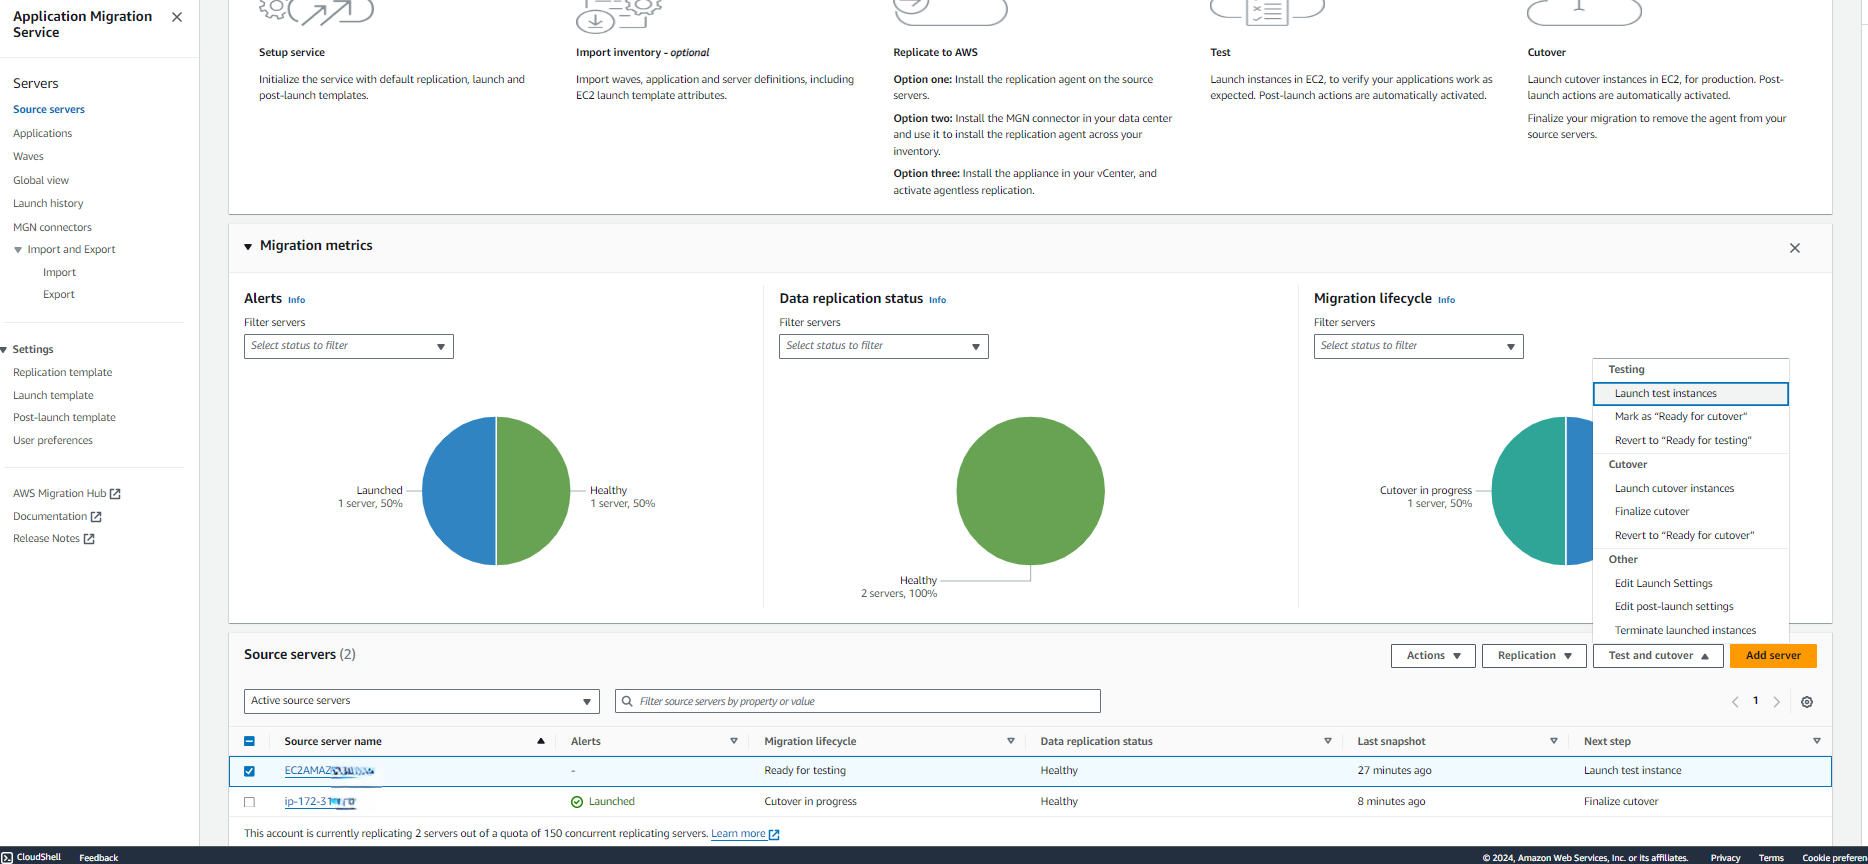 Application Migration Service
Servers
Source servers
Applications
Waves
Global view
Launch history
MGN connectors
Import and Export
Import
Export
Settings
Replication template
Launch template
Post-launch template
User preferences
AWS Migration Hub
Documentation
Release Notes
Setup service
Initialize the service with default replication, launch and
post-launch templates.
Import inventory - optional
Import waves, application and server definitions, including
EC2 launch template attributes.
Replicate to AWS
Option one: Install the replication agent on the source
servers.
Option two: Install the MGN connector in your data center
and use it to install the replication agent across your
inventory.
Option three: Install the appliance in your vCenter, and
activate agentless replication.
Test
Launch instances in EC2, to verify your applications work as
expected. Post-launch actions are automatically activated.
Cutover
Launch cutover instances in EC2, for production. Post-
launch actions are automatically activated.
Finalize your migration to remove the agent from your
source servers.
Migration metrics
Alerts Info
Filter servers
Select status to filter
Launched
1 server, 50%
Healthy
1 server, 50%
Data replication status Info
Filter servers
Select status to filter
Healthy
2 servers, 100%
Migration lifecycle Info
Filter servers
Select status to filter
Cutover in progress
1 server, 50%
Testing
Launch test instances
Mark as “Ready for cutover”
Revert to “Ready for testing”
Cutover
Launch cutover instances
Finalize cutover
Revert to “Ready for cutover”
Other
Edit Launch Settings
Edit post-launch settings
Terminate launched instances
Source servers (2)
Actions
Replication
Test and cutover
Add server
Active source servers
Filter source servers by property or value
1
Source server name Alerts Migration lifecycle Data replication status Last snapshot Next step
EC2AMAZ - Ready for testing Healthy 27 minutes ago Launch test instance
ip-172-31 Launched Cutover in progress Healthy 8 minutes ago Finalize cutover
This account is currently replicating 2 servers out of a quota of 150 concurrent replicating servers. Learn more
CloudShell Feedback © 2024, Amazon Web Services, Inc. or its affiliates. Privacy Terms Cookie preferen